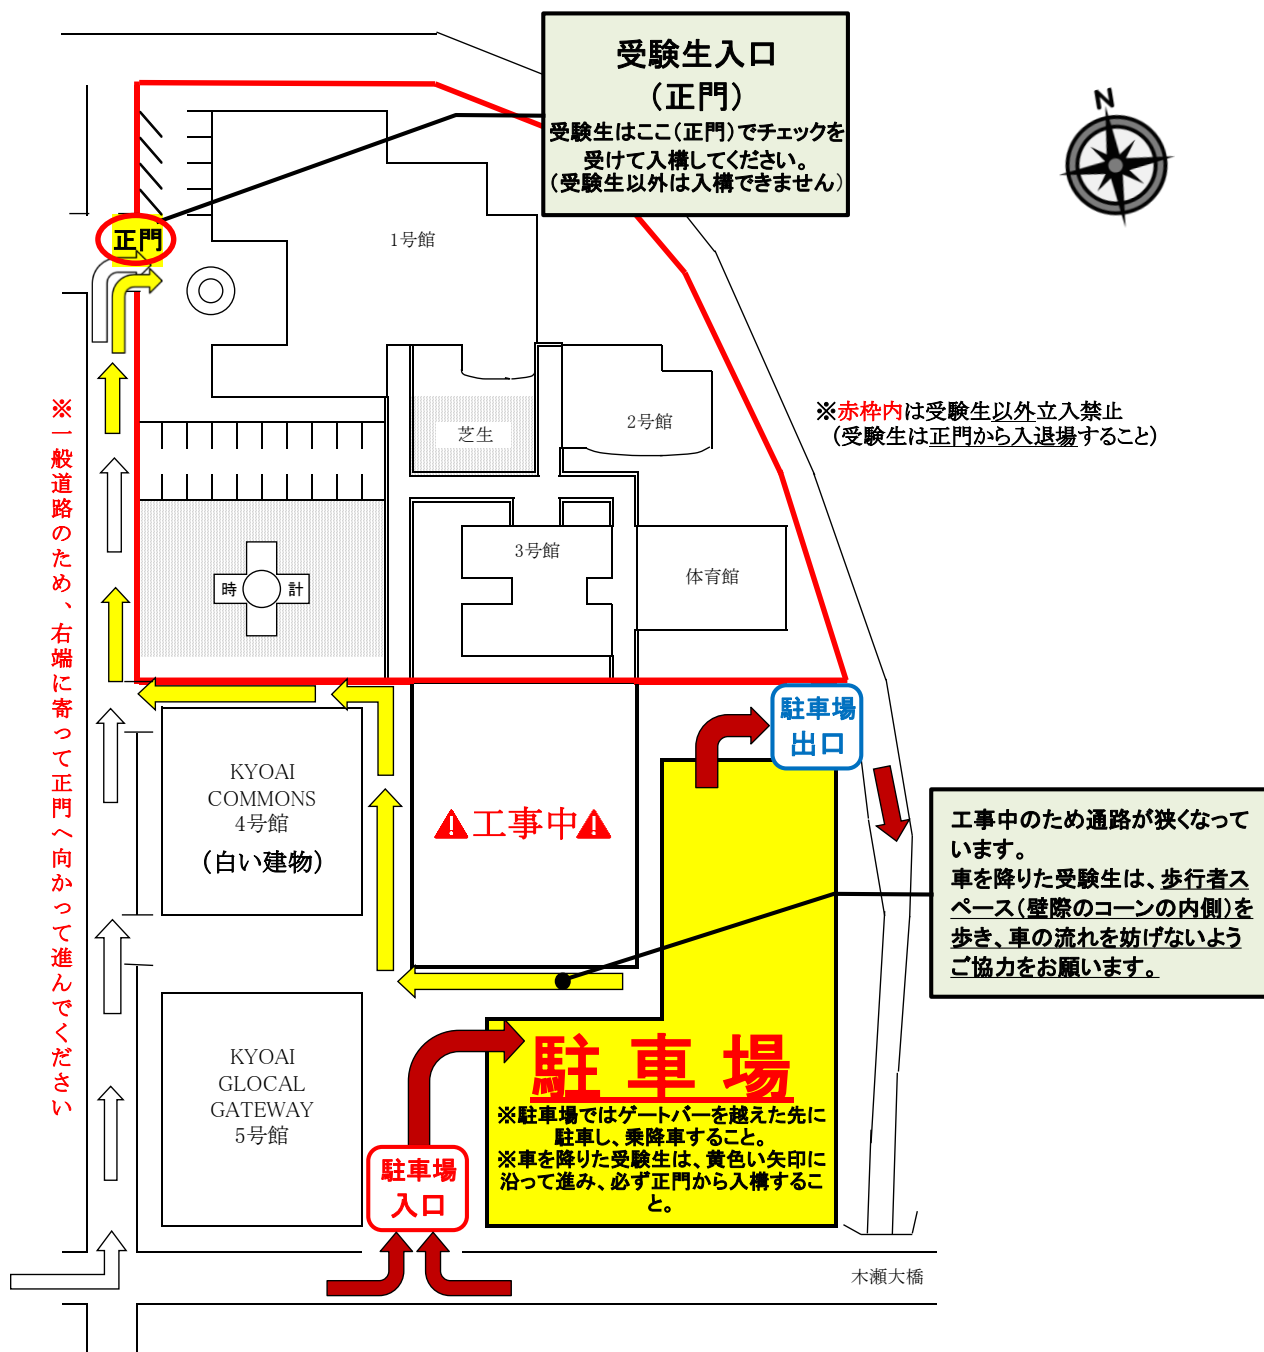 受験生入口
（正門）
受験生はここ（正門）でチェックを
受けて入構してください。
（受験生以外は入構できません）
N
正門
1号館
芝生
2号館
※赤枠内は受験生以外立入禁止
（受験生は正門から入退場すること）
※一般道路のため、右端に寄って正門へ向かって進んでください
3号館
体育館
時 計
駐車場
出口
KYOAI
COMMONS
4号館
（白い建物）
工事中
工事中のため通路が狭くなって
います。
車を降りた受験生は、歩行者ス
ペース（壁際のコーンの内側）を
歩き、車の流れを妨げないよう
ご協力をお願います。
KYOAI
GLOCAL
GATEWAY
5号館
駐車場
※駐車場ではゲートバーを越えた先に
駐車し、乗降車すること。
※車を降りた受験生は、黄色い矢印に
沿って進み、必ず正門から入構するこ
と。
駐車場
入口
木瀬大橋